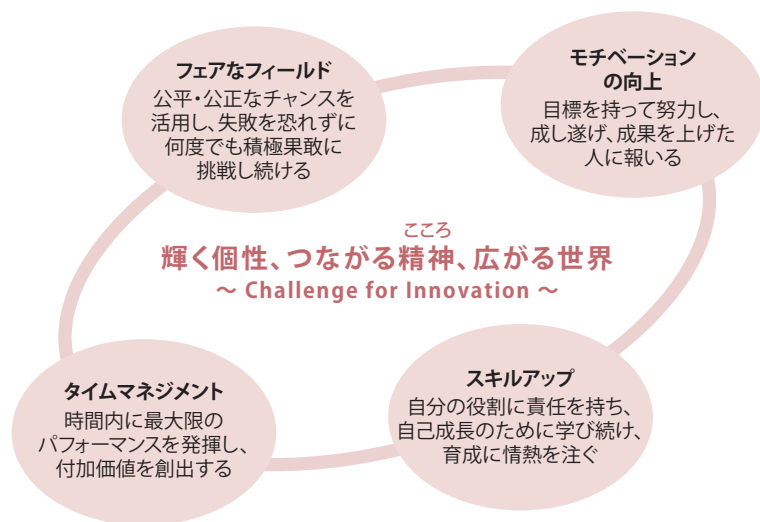 フェアなフィールド
公平・公正なチャンスを
活用し、失敗を恐れずに
何度でも積極果敢に
挑戦し続ける
モチベーション
の向上
目標を持って努力し、
成し遂げ、成果を上げた
人に報いる
こころ
輝く個性、つながる精神、広がる世界
～ Challenge for Innovation ～
タイムマネジメント
時間内に最大限の
パフォーマンスを発揮し、
付加価値を創出する
スキルアップ
自分の役割に責任を持ち、
自己成長のために学び続け、
育成に情熱を注ぐ